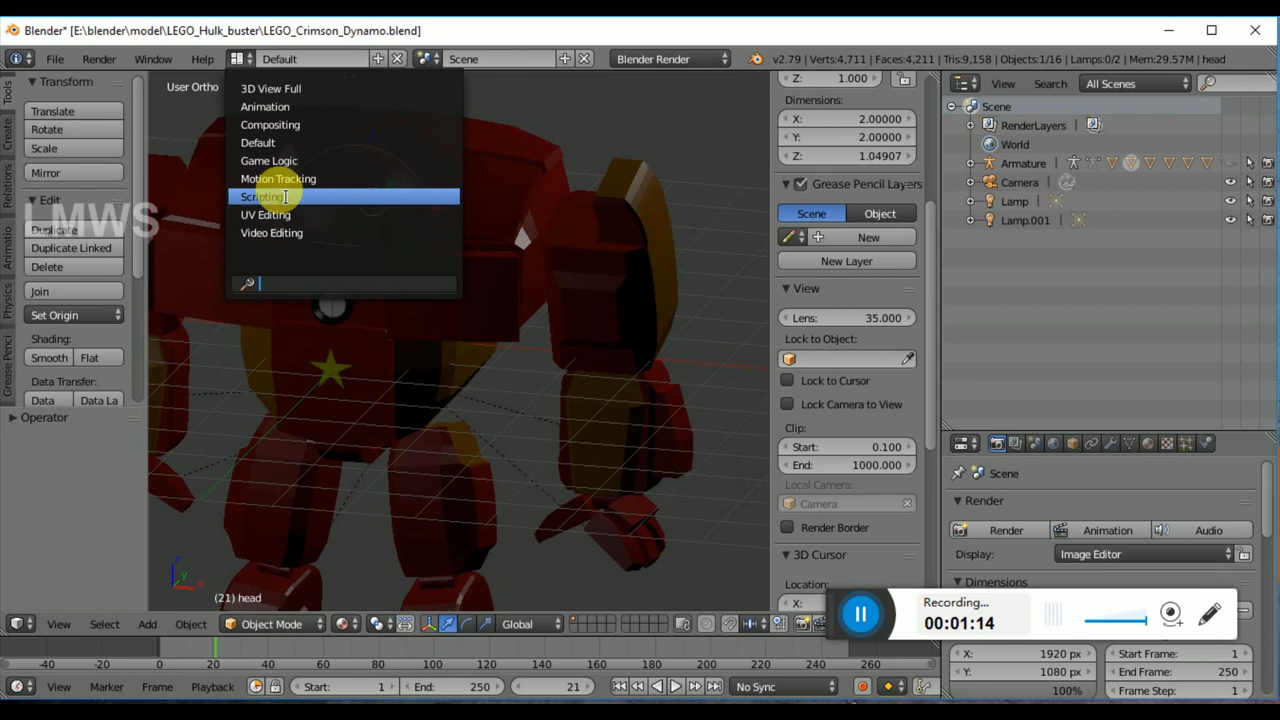 Blender* [E:\blender\model\LEGO_Hulk_buster\LEGO_Crimson_Dynamo.blend]
File Render Window Help Default Scene Blender Render v2.79 | Verts:4,711 | Faces:4,211 | Tris:9,158 | Objects:1/16 | Lamps:0/2 | Mem:29.57M | head
Tools
Create
Relations
Animatio
Physics
Grease Penci
Transform
Translate
Rotate
Scale
Mirror
Edit
Duplicate
Duplicate Linked
Delete
Join
Set Origin
Shading:
Smooth Flat
Data Transfer:
Data Data La
Operator
LMWS
User Ortho
3D View Full
Animation
Compositing
Default
Game Logic
Motion Tracking
Scripting
UV Editing
Video Editing
(21) head
Z: 1.000
Dimensions:
X: 2.00000
Y: 2.00000
Z: 1.04907
Grease Pencil Layers
Scene Object
New
New Layer
View
Lens: 35.000
Lock to Object:
Lock to Cursor
Lock Camera to View
Clip:
Start: 0.100
End: 1000.000
Local Camera:
Camera
Render Border
3D Cursor
Location:
X:
View Search All Scenes
Scene
RenderLayers
World
Armature
Camera
Lamp
Lamp.001
Scene
Render
Render Animation Audio
Display: Image Editor
Dimensions
Recording...
00:01:14
X: 1920 px
Y: 1080 px
100%
Start Frame: 1
End Frame: 250
Frame Step: 1
View Select Add Object Object Mode Global
-40 -20 0 20 40 60 80 100 120 140 160 180 200 220 240 260
View Marker Frame Playback Start: 1 End: 250 21 No Sync